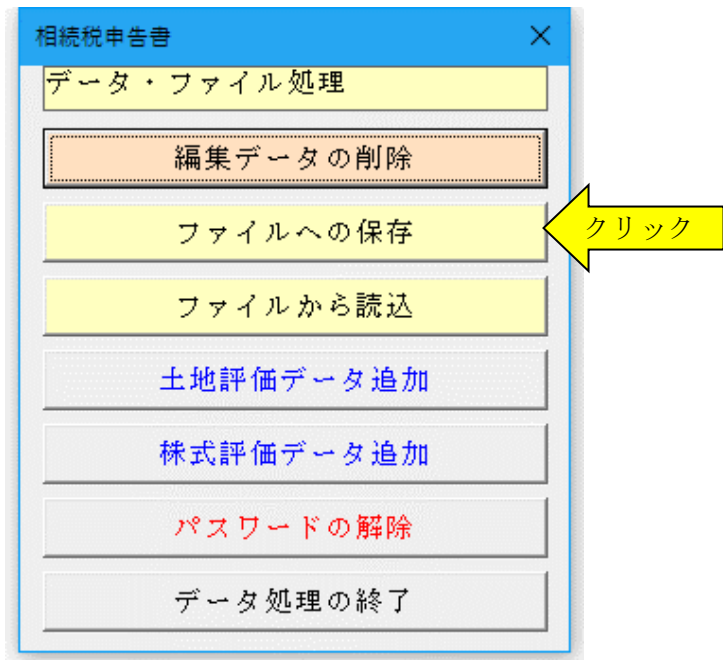 相続税申告書
データ・ファイル処理
編集データの削除
ファイルへの保存
クリック
ファイルから読込
土地評価データ追加
株式評価データ追加
パスワードの解除
データ処理の終了